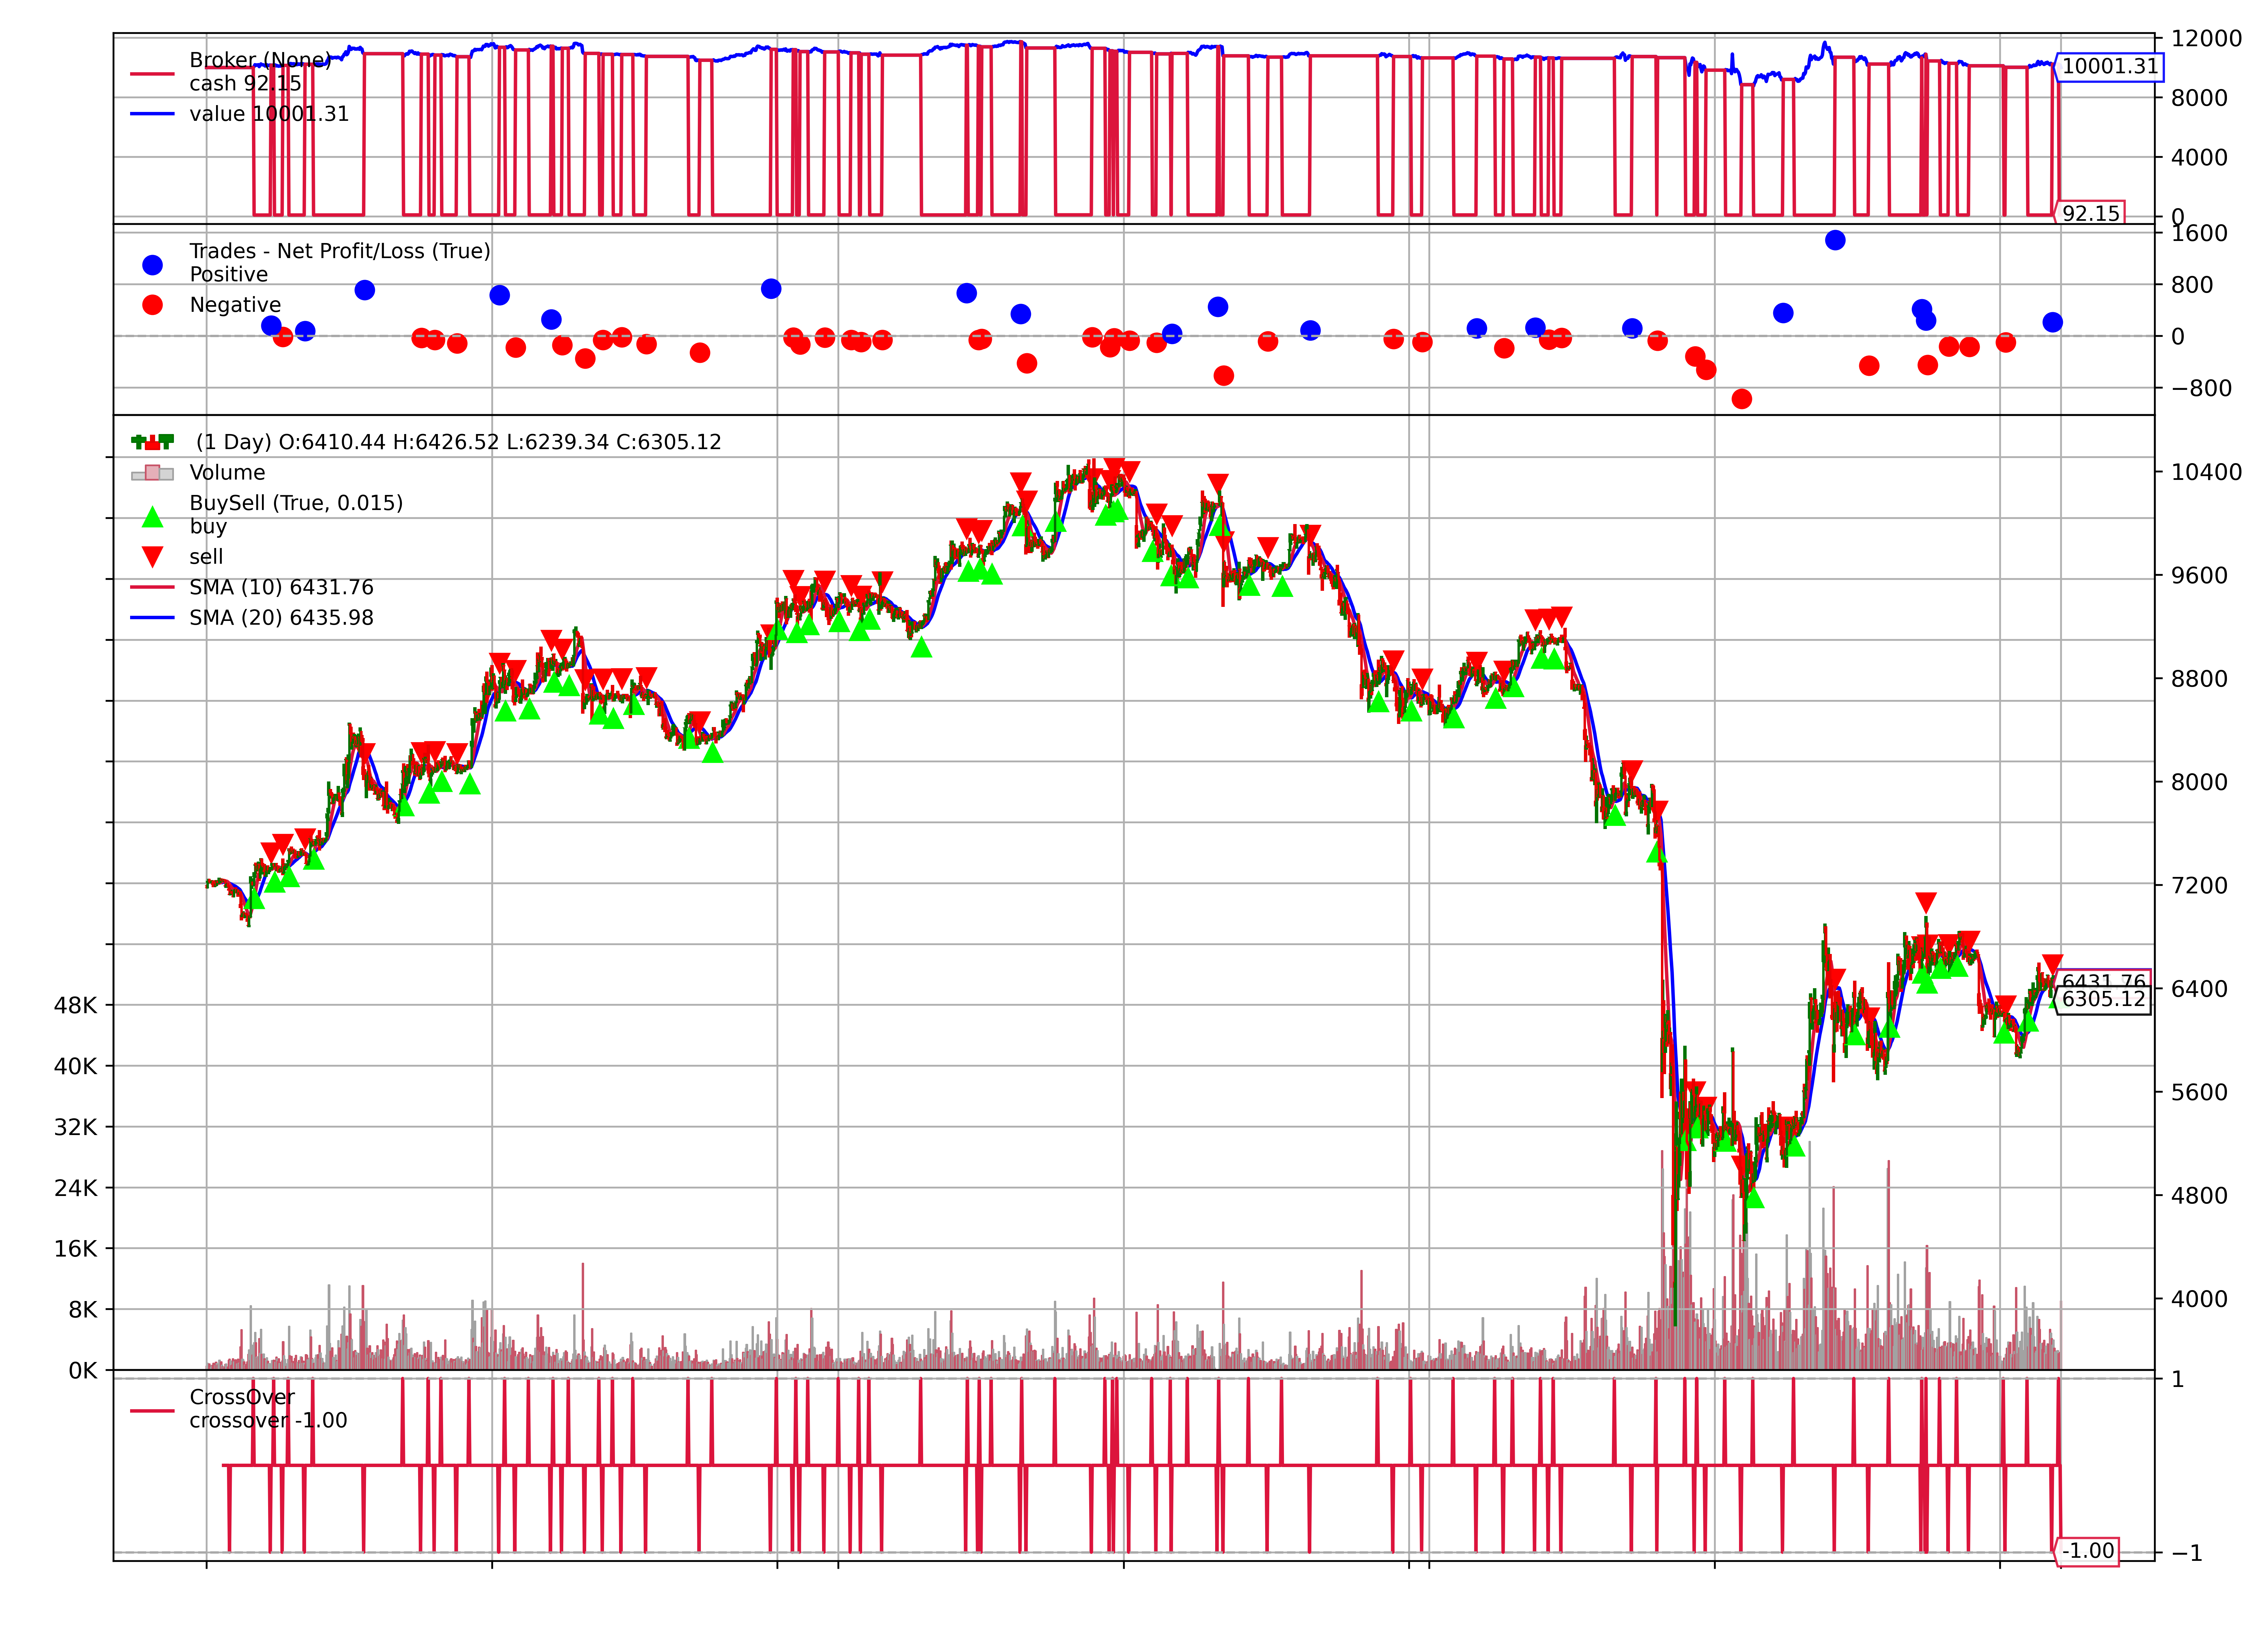 Broker (None)
cash 92.15
value 10001.31
12000
8000
4000
0
10001.31
92.15
Trades - Net Profit/Loss (True)
Positive
Negative
1600
800
0
−800
(1 Day) O:6410.44 H:6426.52 L:6239.34 C:6305.12
Volume
BuySell (True, 0.015)
buy
sell
SMA (10) 6431.76
SMA (20) 6435.98
10400
9600
8800
8000
7200
6400
5600
4800
4000
6431.76
6305.12
48K
40K
32K
24K
16K
8K
0K
CrossOver
crossover -1.00
1
−1
-1.00